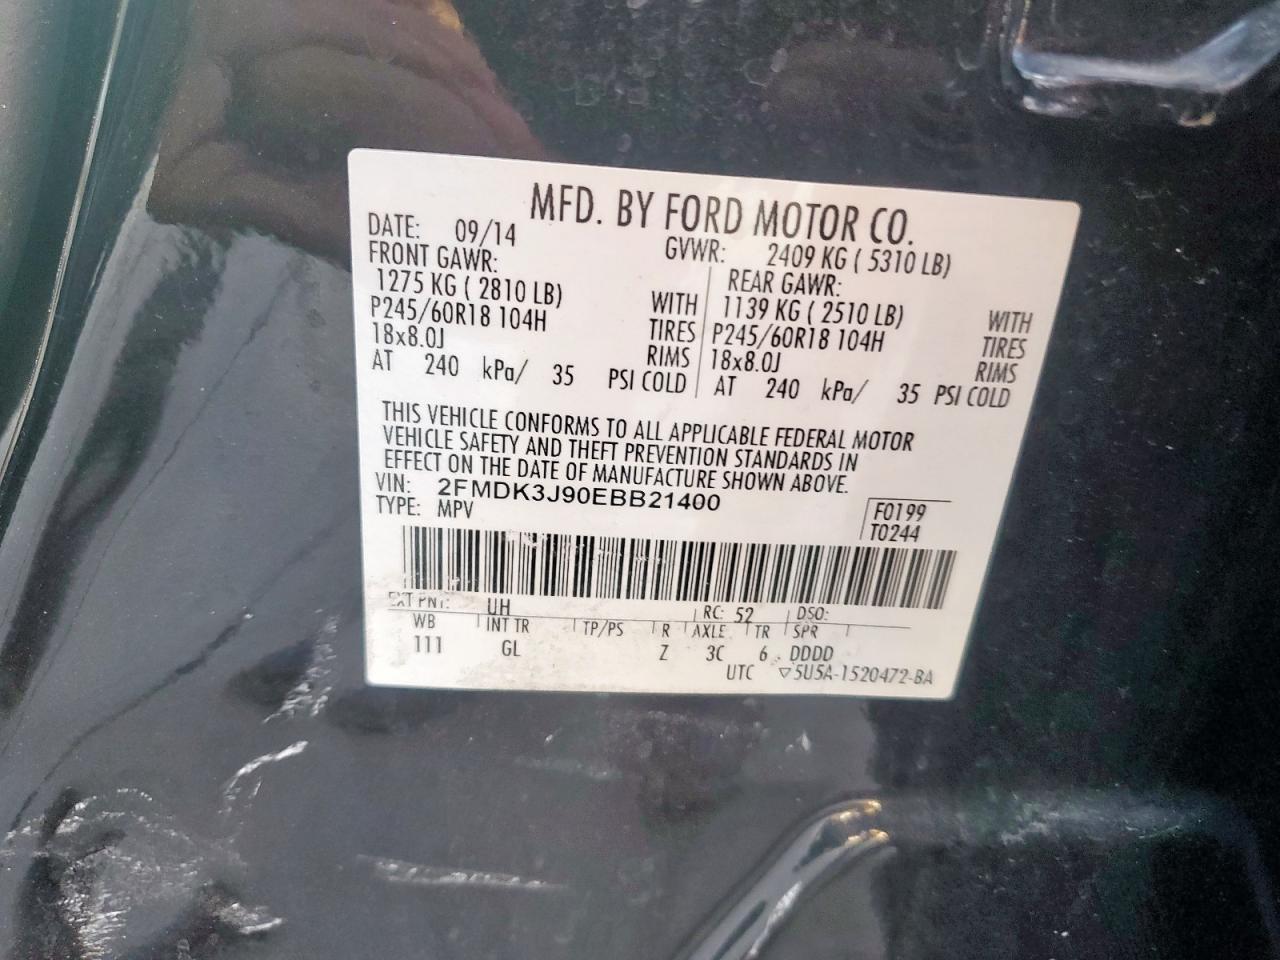 MFD. BY FORD MOTOR CO.
DATE: 09/14 GVWR: 2409 KG ( 5310 LB)
FRONT GAWR: REAR GAWR:
1275 KG ( 2810 LB) WITH 1139 KG ( 2510 LB) WITH
P245/60R18 104H TIRES P245/60R18 104H TIRES
18x8.0J RIMS 18x8.0J RIMS
AT 240 kPa/ 35 PSI COLD AT 240 kPa/ 35 PSI COLD
THIS VEHICLE CONFORMS TO ALL APPLICABLE FEDERAL MOTOR
VEHICLE SAFETY AND THEFT PREVENTION STANDARDS IN
EFFECT ON THE DATE OF MANUFACTURE SHOWN ABOVE.
VIN: 2FMDK3J90EBB21400
TYPE: MPV F0199
T0244
EXT PNT: UH RC: 52 DSO:
WB INT TR TP/PS R AXLE TR SPR
111 GL Z 3C 6 DDDD
UTC ▽5U5A-1520472-BA